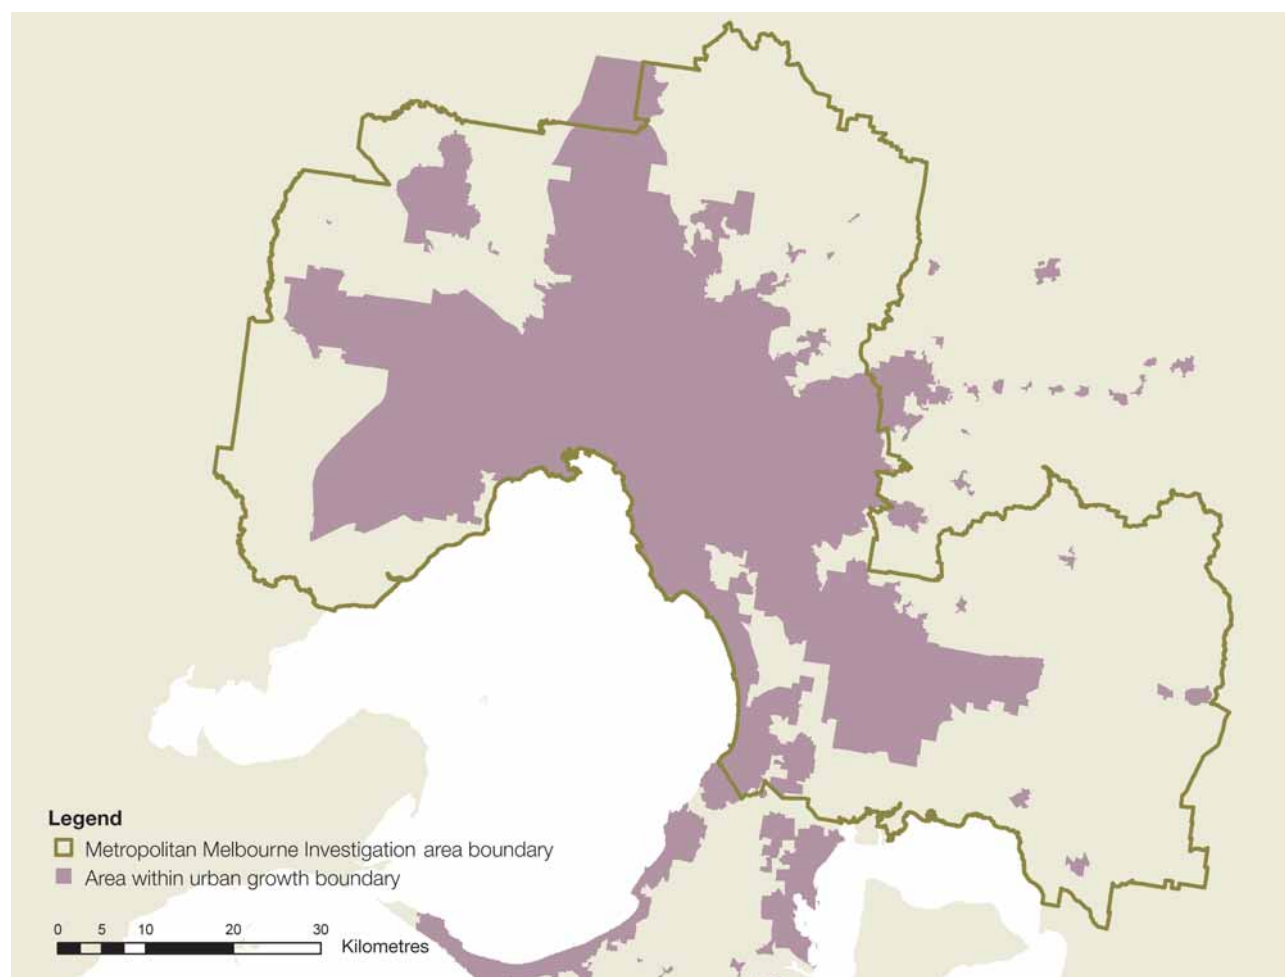 Legend
Metropolitan Melbourne Investigation area boundary
Area within urban growth boundary
0 5 10 20 30
Kilometres